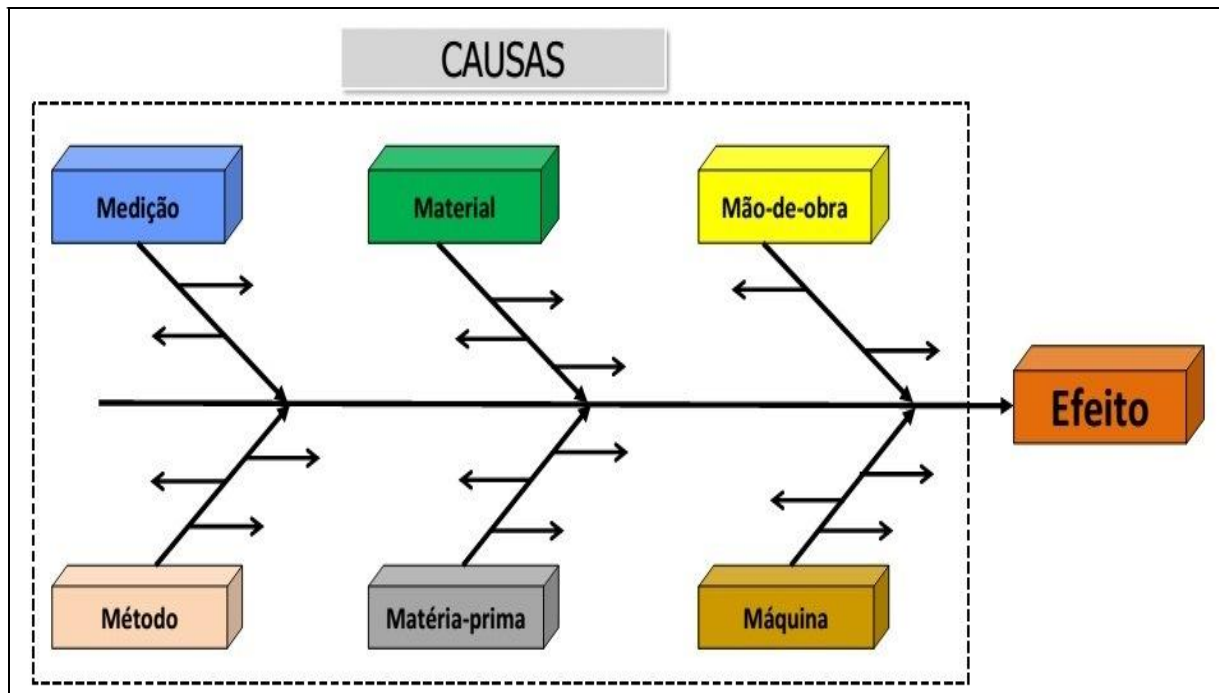 CAUSAS
Medição
Material
Mão-de-obra
Efeito
Método
Matéria-prima
Máquina